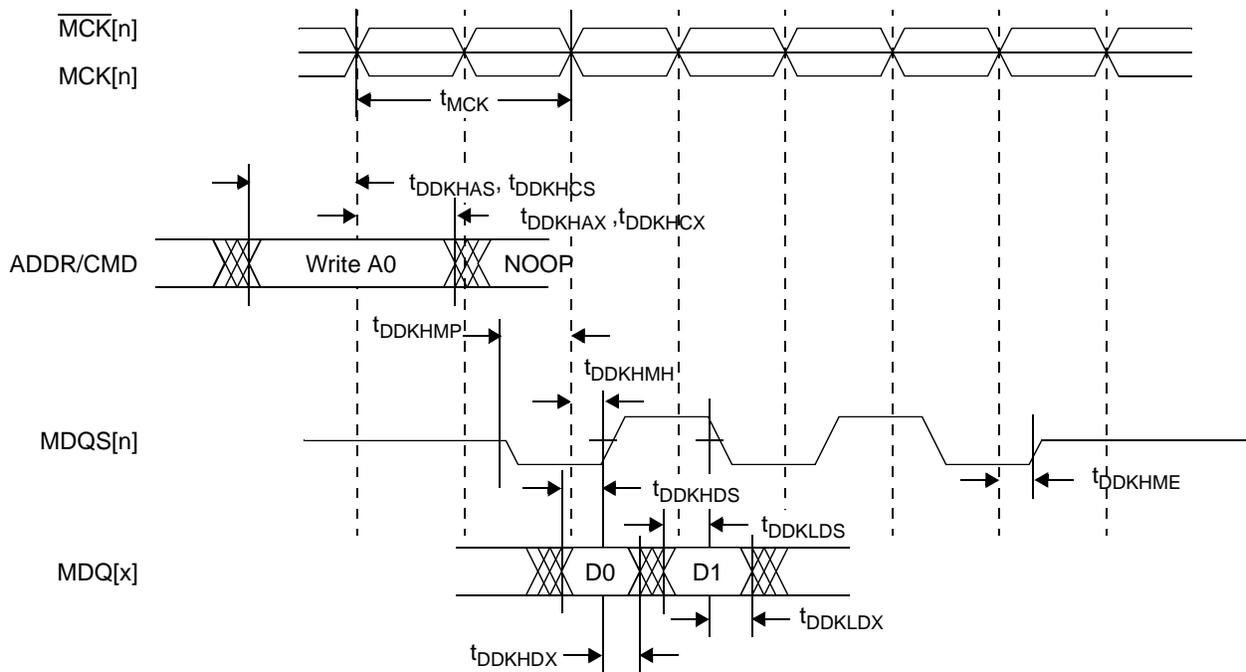 MCK[n]
MCK[n]
tMCK
tDDKHAS, tDDKHCS
tDDKHAX ,tDDKHCX
ADDR/CMD
Write A0
NOOP
tDDKHMP
tDDKHMH
MDQS[n]
tDDKHDS
tDDKHME
tDDKLDS
MDQ[x]
D0
D1
tDDKLDX
tDDKHDX